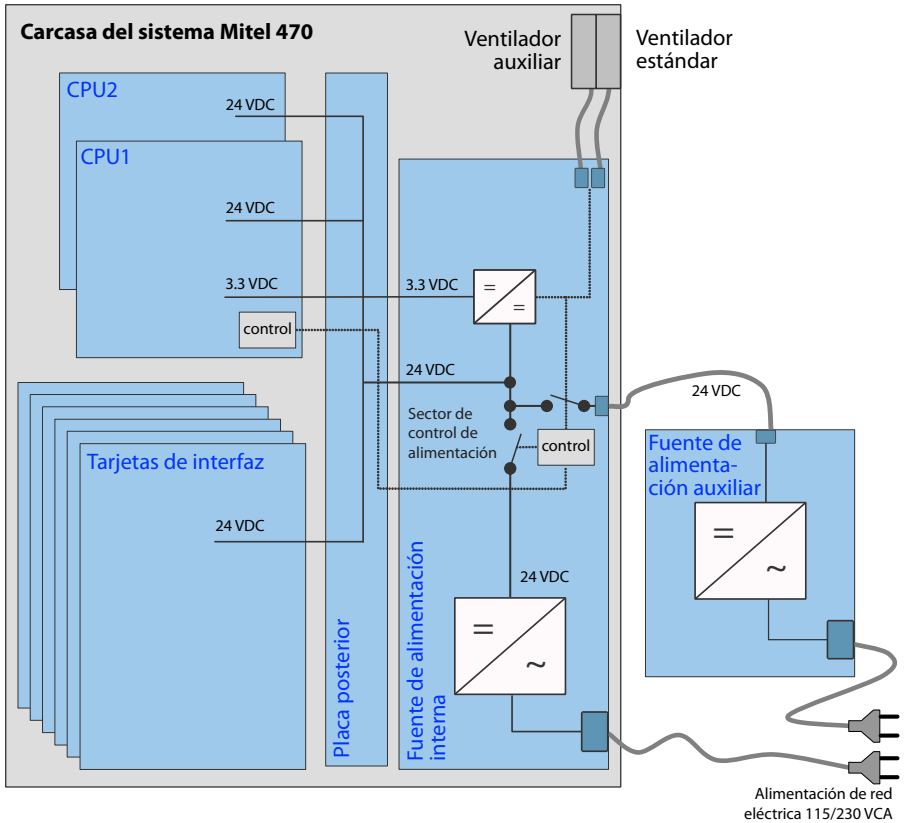 Carcasa del sistema Mitel 470
Ventilador
auxiliar
Ventilador
estándar
CPU2
24 VDC
CPU1
24 VDC
3.3 VDC
3.3 VDC
=
=
control
24 VDC
24 VDC
Sector de
control de
alimentación
control
Fuente de
alimenta-
ción auxiliar
Tarjetas de interfaz
24 VDC
=
~
24 VDC
=
~
Placa posterior
Fuente de alimentación
interna
Alimentación de red
eléctrica 115/230 VCA